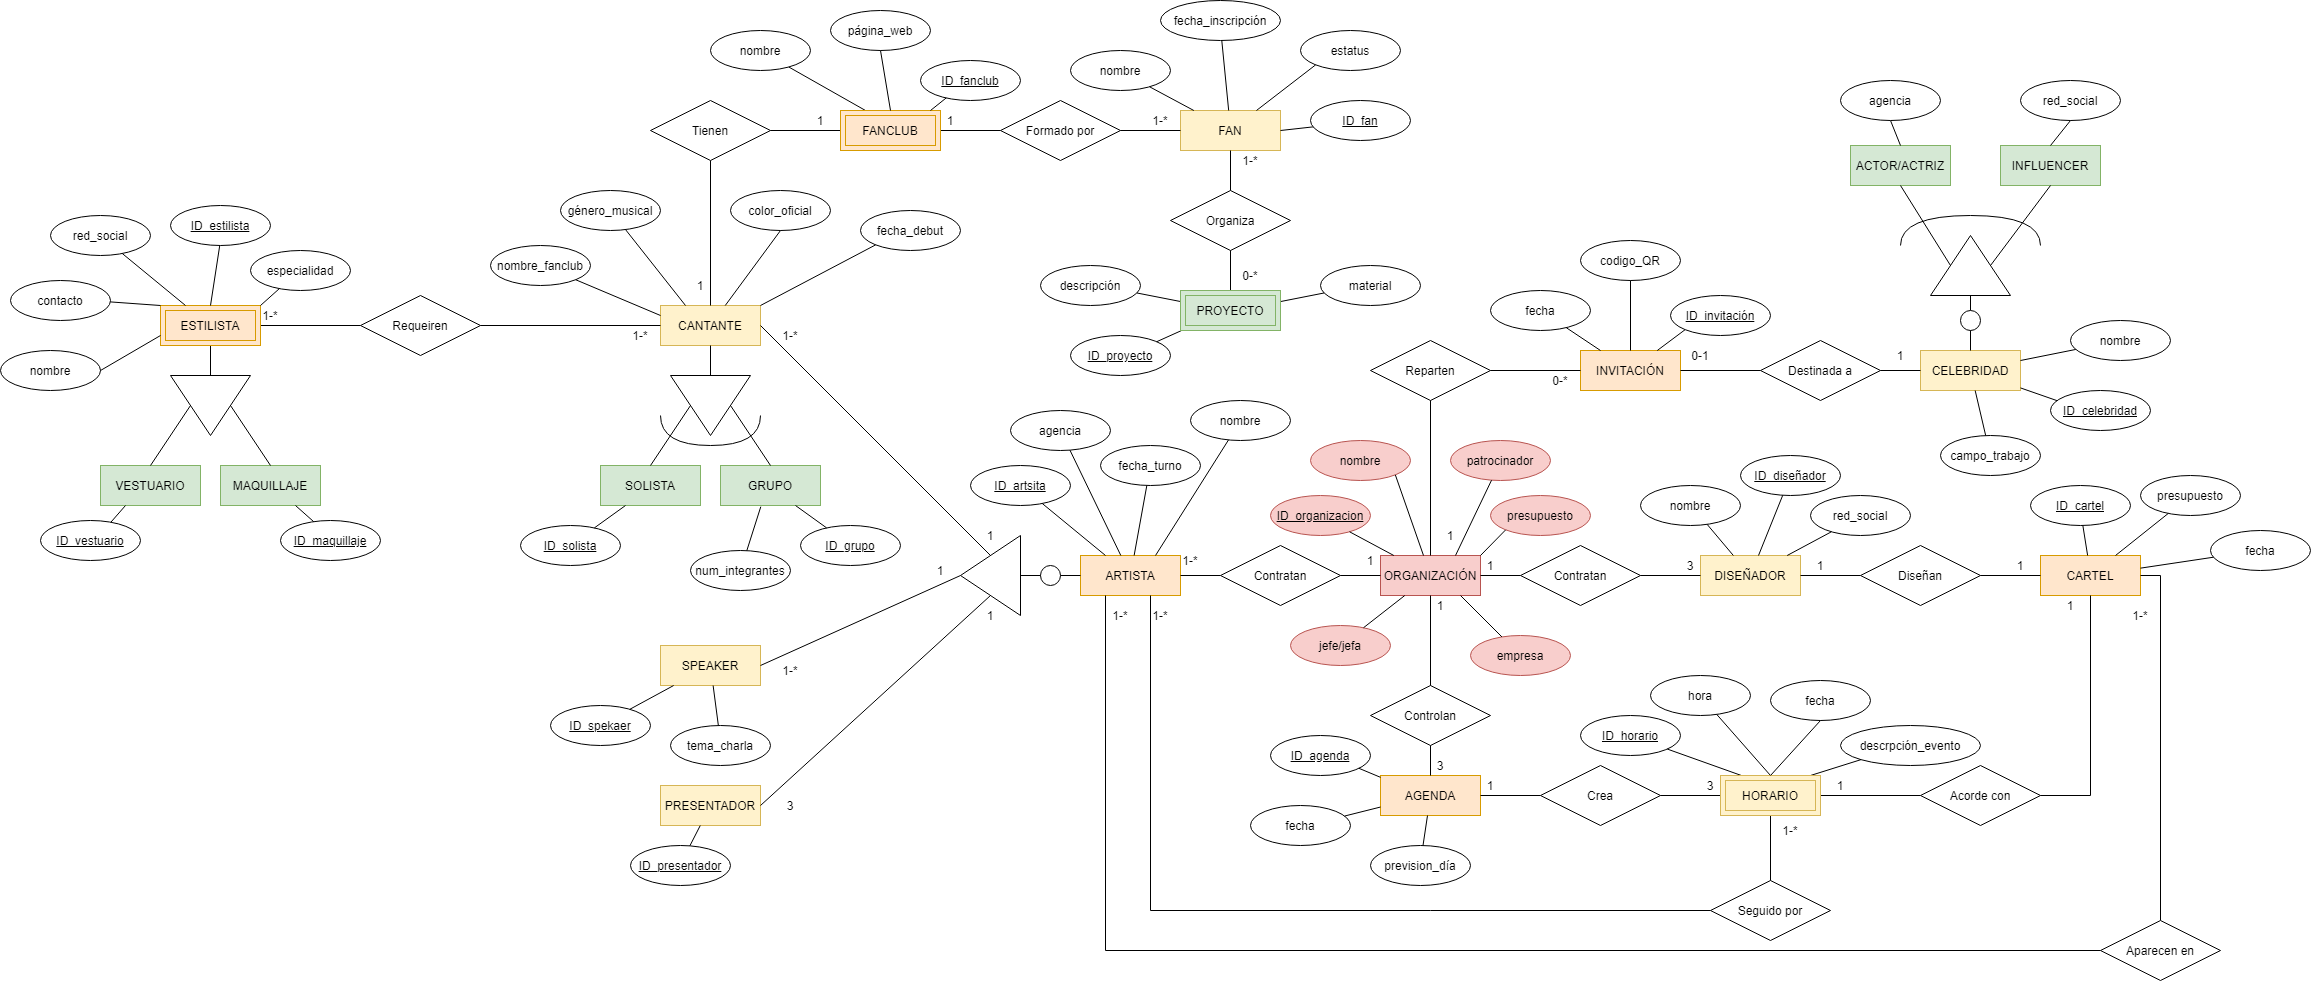 fecha_inscripción
página_web
nombre
estatus
nombre
ID_fanclub
agencia
red_social
ID_fan
Tienen
1
FANCLUB
1
Formado por
1-*
FAN
1-*
ACTOR/ACTRIZ
INFLUENCER
género_musical
color_oficial
ID_estilista
red_social
fecha_debut
Organiza
especialidad
nombre_fanclub
codigo_QR
0-*
contacto
descripción
material
1
fecha
ID_invitación
PROYECTO
1-*
ESTILISTA
Requeiren
1-*
CANTANTE
1-*
nombre
ID_proyecto
0-1
1
nombre
nombre
Reparten
0-*
INVITACIÓN
Destinada a
CELEBRIDAD
agencia
nombre
ID_celebridad
nombre
patrocinador
campo_trabajo
fecha_turno
ID_artsita
ID_diseñador
VESTUARIO
MAQUILLAJE
SOLISTA
GRUPO
ID_organizacion
presupuesto
nombre
red_social
ID_cartel
presupuesto
ID_vestuario
ID_maquillaje
ID_solista
ID_grupo
num_integrantes
1
1
fecha
1
1-*
ARTISTA
Contratan
1
ORGANIZACIÓN
1
Contratan
3
DISEÑADOR
1
Diseñan
1
CARTEL
1
1-*
1-*
1
1
1-*
jefe/jefa
empresa
SPEAKER
1-*
ID_spekaer
tema_charla
Controlan
hora
fecha
ID_horario
descrpción_evento
ID_agenda
3
PRESENTADOR
3
AGENDA
1
Crea
3
HORARIO
1
Acorde con
fecha
1-*
ID_presentador
prevision_día
Seguido por
Aparecen en